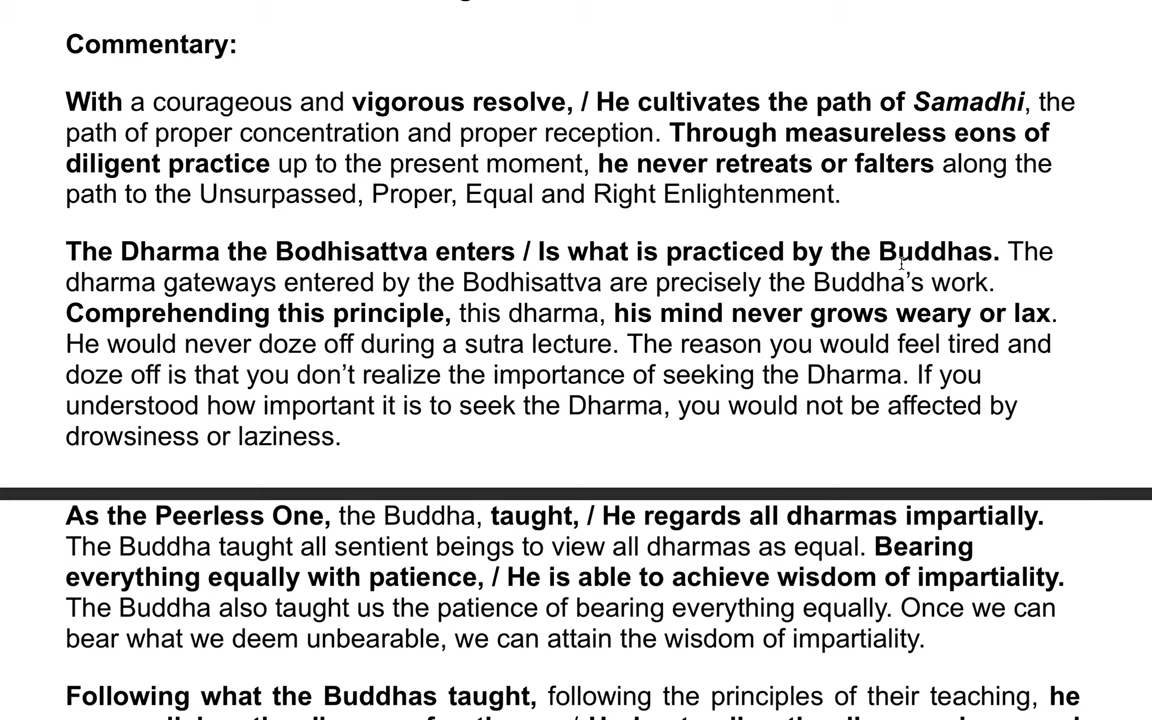 Commentary:
With a courageous and vigorous resolve, / He cultivates the path of Samadhi, the
path of proper concentration and proper reception. Through measureless eons of
diligent practice up to the present moment, he never retreats or falters along the
path to the Unsurpassed, Proper, Equal and Right Enlightenment.
The Dharma the Bodhisattva enters / Is what is practiced by the Buddhas. The
dharma gateways entered by the Bodhisattva are precisely the Buddha’s work.
Comprehending this principle, this dharma, his mind never grows weary or lax.
He would never doze off during a sutra lecture. The reason you would feel tired and
doze off is that you don’t realize the importance of seeking the Dharma. If you
understood how important it is to seek the Dharma, you would not be affected by
drowsiness or laziness.
As the Peerless One, the Buddha, taught, / He regards all dharmas impartially.
The Buddha taught all sentient beings to view all dharmas as equal. Bearing
everything equally with patience, / He is able to achieve wisdom of impartiality.
The Buddha also taught us the patience of bearing everything equally. Once we can
bear what we deem unbearable, we can attain the wisdom of impartiality.
Following what the Buddhas taught, following the principles of their teaching, he